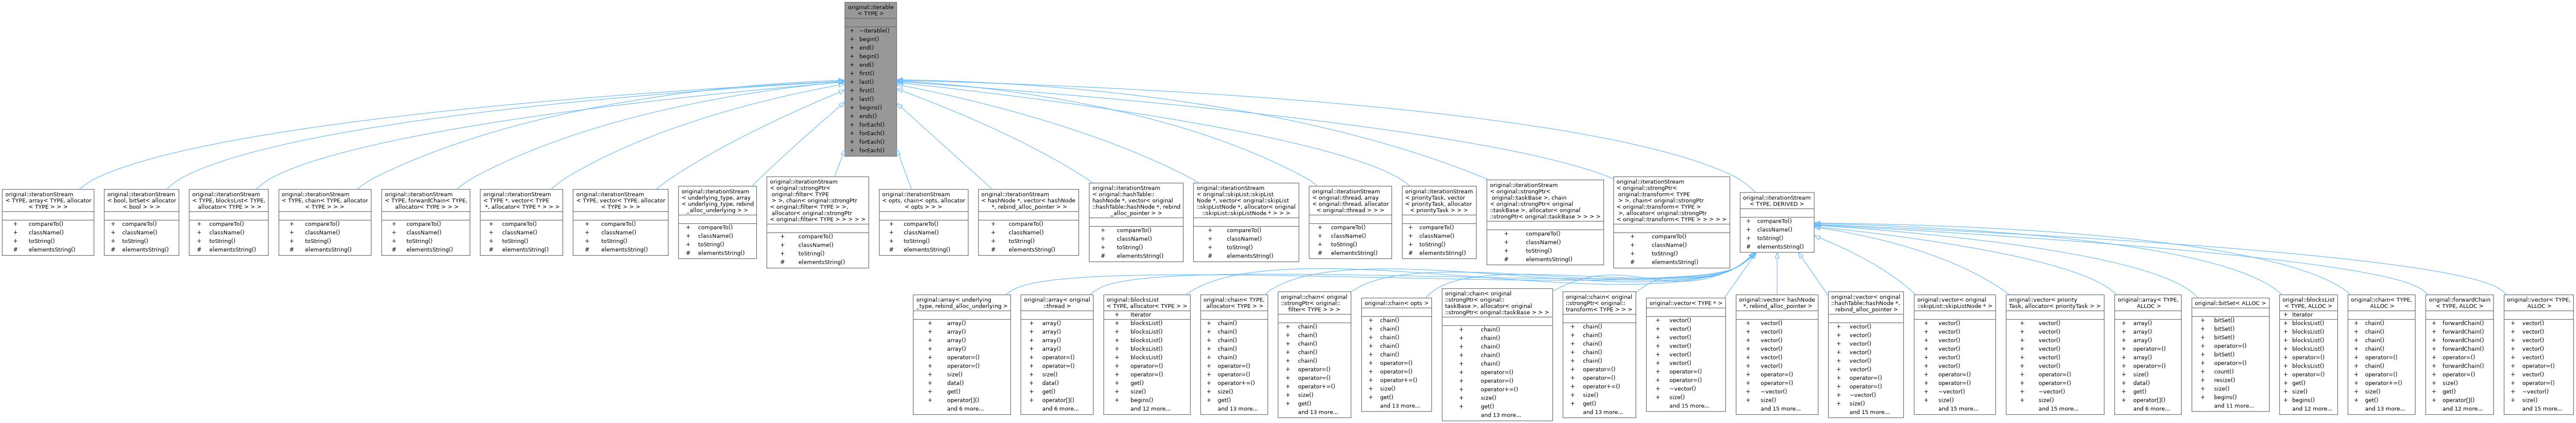 original::iterable
< TYPE >
+ ~iterable()
+ begin()
+ end()
+ begin()
+ end()
+ first()
+ last()
+ first()
+ last()
+ begins()
+ ends()
+ forEach()
+ forEach()
+ forEach()
+ forEach()
original::iterationStream
< TYPE, array< TYPE, allocator
< TYPE > > >
+ compareTo()
+ className()
+ toString()
# elementsString()
original::iterationStream
< bool, bitSet< allocator
< bool > > >
+ compareTo()
+ className()
+ toString()
# elementsString()
original::iterationStream
< TYPE, blocksList< TYPE,
allocator< TYPE > > >
+ compareTo()
+ className()
+ toString()
# elementsString()
original::iterationStream
< TYPE, chain< TYPE, allocator
< TYPE > > >
+ compareTo()
+ className()
+ toString()
# elementsString()
original::iterationStream
< TYPE, forwardChain< TYPE,
allocator< TYPE > > >
+ compareTo()
+ className()
+ toString()
# elementsString()
original::iterationStream
< TYPE *, vector< TYPE
*, allocator< TYPE * > > >
+ compareTo()
+ className()
+ toString()
# elementsString()
original::iterationStream
< TYPE, vector< TYPE, allocator
< TYPE > > >
+ compareTo()
+ className()
+ toString()
# elementsString()
original::iterationStream
< underlying_type, array
< underlying_type, rebind
_alloc_underlying > >
+ compareTo()
+ className()
+ toString()
# elementsString()
original::iterationStream
< original::strongPtr<
original::filter< TYPE
> >, chain< original::strongPtr
< original::filter< TYPE > >,
allocator< original::strongPtr
< original::filter< TYPE > > > > >
+ compareTo()
+ className()
+ toString()
# elementsString()
original::iterationStream
< opts, chain< opts, allocator
< opts > > >
+ compareTo()
+ className()
+ toString()
# elementsString()
original::iterationStream
< hashNode *, vector< hashNode
*, rebind_alloc_pointer > >
+ compareTo()
+ className()
+ toString()
# elementsString()
original::iterationStream
< original::hashTable::
hashNode *, vector< original
::hashTable::hashNode *, rebind
_alloc_pointer > >
+ compareTo()
+ className()
+ toString()
# elementsString()
original::iterationStream
< original::skipList::skipList
Node *, vector< original::skipList
::skipListNode *, allocator< original
::skipList::skipListNode * > > >
+ compareTo()
+ className()
+ toString()
# elementsString()
original::iterationStream
< original::thread, array
< original::thread, allocator
< original::thread > > >
+ compareTo()
+ className()
+ toString()
# elementsString()
original::iterationStream
< priorityTask, vector
< priorityTask, allocator
< priorityTask > > >
+ compareTo()
+ className()
+ toString()
# elementsString()
original::iterationStream
< original::strongPtr<
original::taskBase >, chain
< original::strongPtr< original
::taskBase >, allocator< original
::strongPtr< original::taskBase > > > >
+ compareTo()
+ className()
+ toString()
# elementsString()
original::iterationStream
< original::strongPtr<
original::transform< TYPE
> >, chain< original::strongPtr
< original::transform< TYPE >
>, allocator< original::strongPtr
< original::transform< TYPE > > > > >
+ compareTo()
+ className()
+ toString()
# elementsString()
original::iterationStream
< TYPE, DERIVED >
+ compareTo()
+ className()
+ toString()
# elementsString()
original::array< underlying
_type, rebind_alloc_underlying >
+ array()
+ array()
+ array()
+ array()
+ operator=()
+ operator=()
+ size()
+ data()
+ get()
+ operator[]()
and 6 more...
original::array< original
::thread >
+ array()
+ array()
+ array()
+ array()
+ operator=()
+ operator=()
+ size()
+ data()
+ get()
+ operator[]()
and 6 more...
original::blocksList
< TYPE, allocator< TYPE > >
+ Iterator
+ blocksList()
+ blocksList()
+ blocksList()
+ blocksList()
+ blocksList()
+ operator=()
+ operator=()
+ get()
+ size()
+ begins()
and 12 more...
original::chain< TYPE,
allocator< TYPE > >
+ chain()
+ chain()
+ chain()
+ chain()
+ chain()
+ operator=()
+ operator=()
+ operator+=()
+ size()
+ get()
and 13 more...
original::chain< original
::strongPtr< original::
filter< TYPE > > >
+ chain()
+ chain()
+ chain()
+ chain()
+ chain()
+ operator=()
+ operator=()
+ operator+=()
+ size()
+ get()
and 13 more...
original::chain< opts >
+ chain()
+ chain()
+ chain()
+ chain()
+ chain()
+ operator=()
+ operator=()
+ operator+=()
+ size()
+ get()
and 13 more...
original::chain< original
::strongPtr< original::
taskBase >, allocator< original
::strongPtr< original::taskBase > > >
+ chain()
+ chain()
+ chain()
+ chain()
+ chain()
+ operator=()
+ operator=()
+ operator+=()
+ size()
+ get()
and 13 more...
original::chain< original
::strongPtr< original::
transform< TYPE > > >
+ chain()
+ chain()
+ chain()
+ chain()
+ chain()
+ operator=()
+ operator=()
+ operator+=()
+ size()
+ get()
and 13 more...
original::vector< TYPE * >
+ vector()
+ vector()
+ vector()
+ vector()
+ vector()
+ vector()
+ operator=()
+ operator=()
+ ~vector()
+ size()
and 15 more...
original::vector< hashNode
*, rebind_alloc_pointer >
+ vector()
+ vector()
+ vector()
+ vector()
+ vector()
+ vector()
+ operator=()
+ operator=()
+ ~vector()
+ size()
and 15 more...
original::vector< original
::hashTable::hashNode *,
rebind_alloc_pointer >
+ vector()
+ vector()
+ vector()
+ vector()
+ vector()
+ vector()
+ operator=()
+ operator=()
+ ~vector()
+ size()
and 15 more...
original::vector< original
::skipList::skipListNode * >
+ vector()
+ vector()
+ vector()
+ vector()
+ vector()
+ vector()
+ operator=()
+ operator=()
+ ~vector()
+ size()
and 15 more...
original::vector< priority
Task, allocator< priorityTask > >
+ vector()
+ vector()
+ vector()
+ vector()
+ vector()
+ vector()
+ operator=()
+ operator=()
+ ~vector()
+ size()
and 15 more...
original::array< TYPE,
ALLOC >
+ array()
+ array()
+ array()
+ operator=()
+ array()
+ operator=()
+ size()
+ data()
+ get()
+ operator[]()
and 6 more...
original::bitSet< ALLOC >
+ bitSet()
+ bitSet()
+ bitSet()
+ operator=()
+ bitSet()
+ operator=()
+ count()
+ resize()
+ size()
+ begins()
and 11 more...
original::blocksList
< TYPE, ALLOC >
+ Iterator
+ blocksList()
+ blocksList()
+ blocksList()
+ blocksList()
+ operator=()
+ blocksList()
+ operator=()
+ get()
+ size()
+ begins()
and 12 more...
original::chain< TYPE,
ALLOC >
+ chain()
+ chain()
+ chain()
+ chain()
+ operator=()
+ chain()
+ operator=()
+ operator+=()
+ size()
+ get()
and 13 more...
original::forwardChain
< TYPE, ALLOC >
+ forwardChain()
+ forwardChain()
+ forwardChain()
+ forwardChain()
+ operator=()
+ forwardChain()
+ operator=()
+ size()
+ get()
+ operator[]()
and 12 more...
original::vector< TYPE,
ALLOC >
+ vector()
+ vector()
+ vector()
+ vector()
+ vector()
+ operator=()
+ vector()
+ operator=()
+ ~vector()
+ size()
and 15 more...